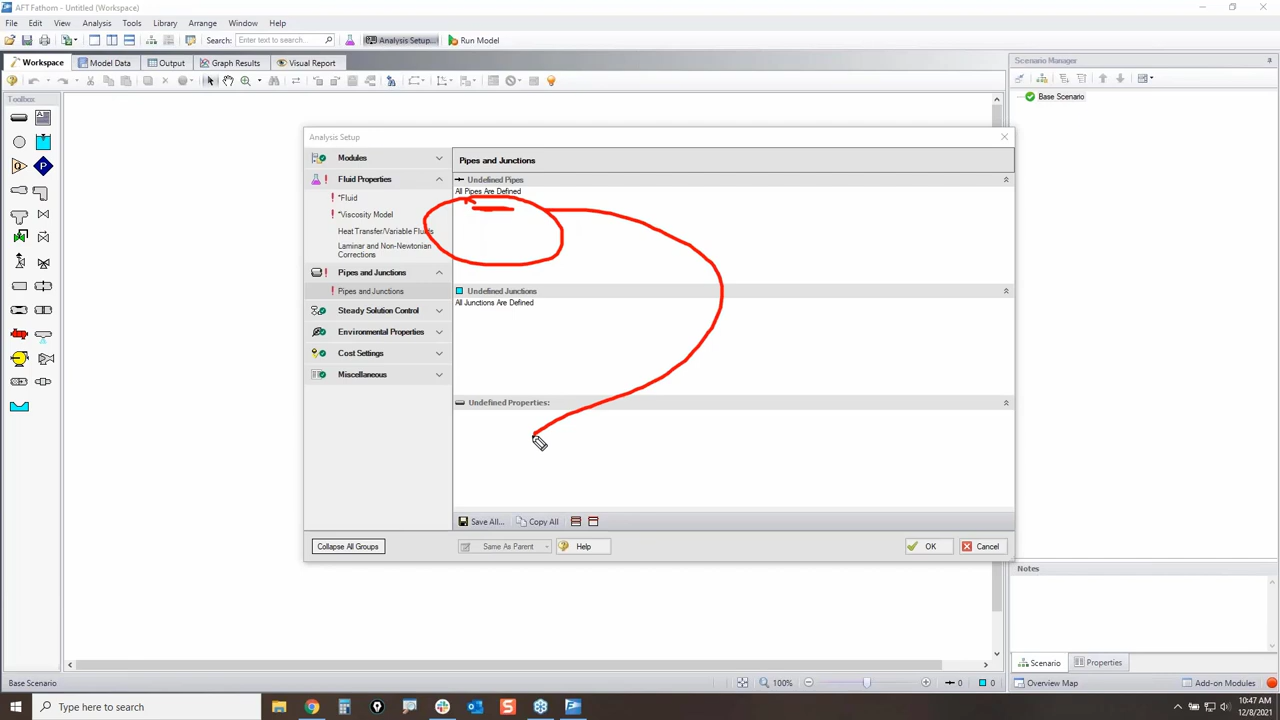 AFT Fathom - Untitled (Workspace)
File Edit View Analysis Tools Library Arrange Window Help
Search: Enter text to search... Analysis Setup... Run Model
Workspace Model Data Output Graph Results Visual Report
Toolbox
Scenario Manager
Base Scenario
Analysis Setup
Modules
Fluid Properties
*Fluid
*Viscosity Model
Heat Transfer/Variable Fluids
Laminar and Non-Newtonian
Corrections
Pipes and Junctions
Pipes and Junctions
Steady Solution Control
Environmental Properties
Cost Settings
Miscellaneous
Collapse All Groups
Pipes and Junctions
Undefined Pipes
All Pipes Are Defined
Undefined Junctions
All Junctions Are Defined
Undefined Properties:
Save All... Copy All
Same As Parent Help OK Cancel
Notes
Scenario Properties
Base Scenario 100% 0 0 Overview Map Add-on Modules
Type here to search
10:47 AM
12/8/2021